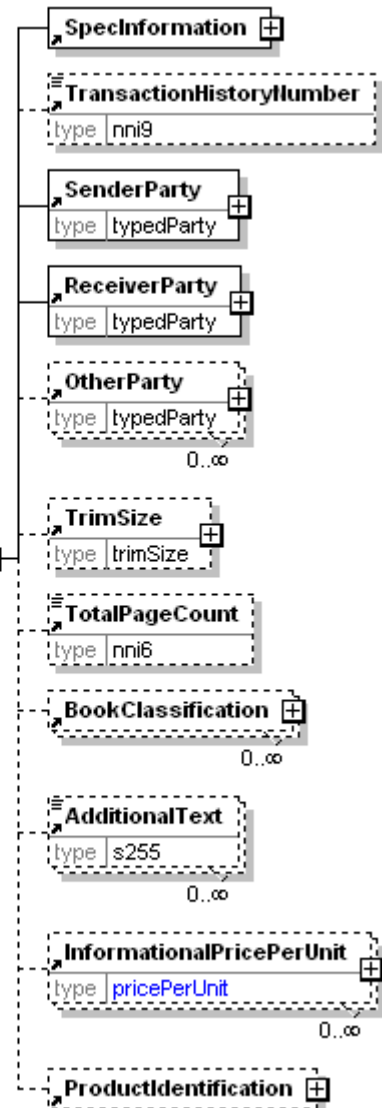 SpecInformation
TransactionHistoryNumber
type nni9
SenderParty
type typedParty
ReceiverParty
type typedParty
OtherParty
type typedParty
0..∞
TrimSize
type trimSize
TotalPageCount
type nni6
BookClassification
0..∞
AdditionalText
type s255
0..∞
InformationalPricePerUnit
type pricePerUnit
0..∞
ProductIdentification